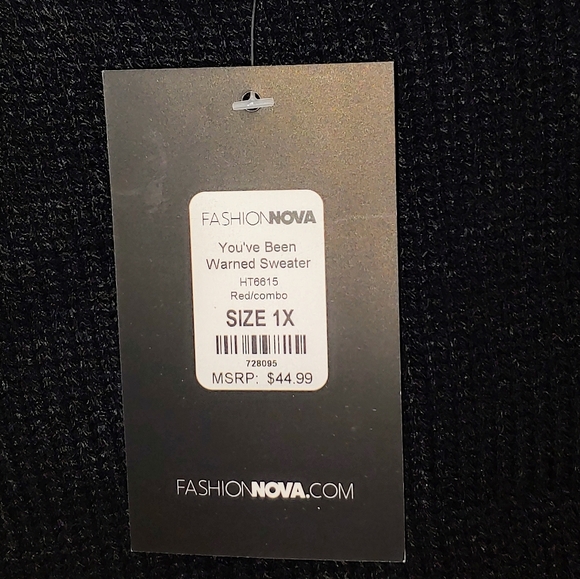 FASHIONNOVA
You've Been
Warned Sweater
HT6615
Red/combo
SIZE 1X
728095
MSRP: $44.99
FASHIONNOVA.COM